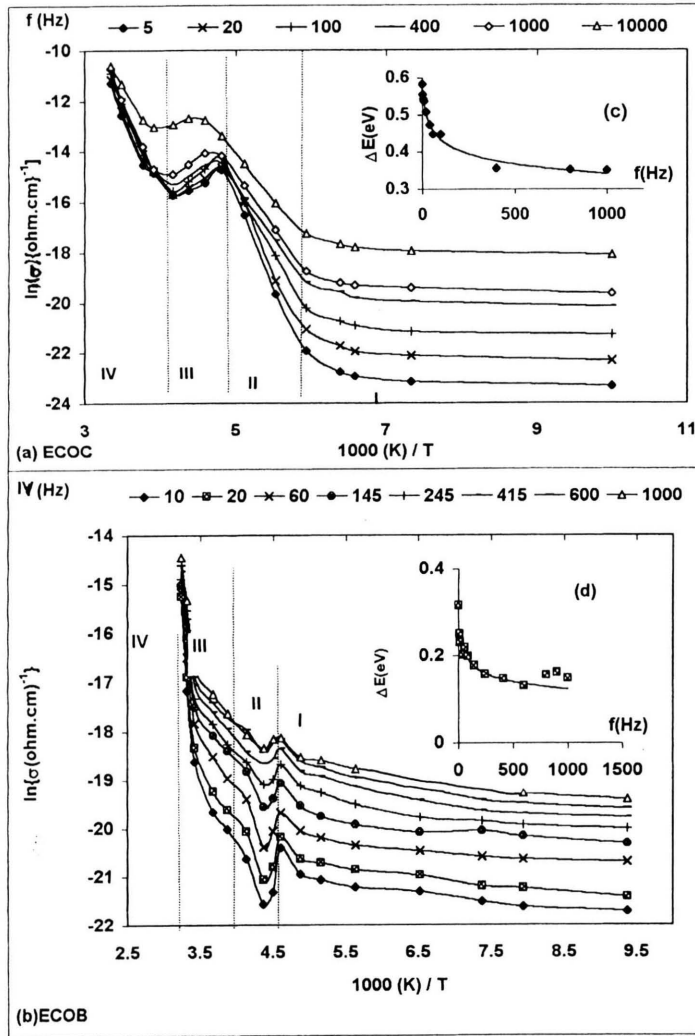 f (Hz) 5 20 100 400 1000 10000
-10
-12
-14
-16
-18
-20
-22
-24
ln(σ){ohm.cm}⁻¹]
0.6
0.5
0.4
0.3
ΔE(eV)
(c)
f(Hz)
0 500 1000
IV III II
3 5 7 9 11
(a) ECOC
1000 (K) / T
(Hz) 10 20 60 145 245 415 600 1000
-14
-15
-16
-17
-18
-19
-20
-21
-22
ln{σ(ohm.cm)⁻¹}
0.4
0.2
0
ΔE(eV)
(d)
f(Hz)
0 500 1000 1500
IV III II I
2.5 3.5 4.5 5.5 6.5 7.5 8.5 9.5
1000 (K) / T
(b)ECOB